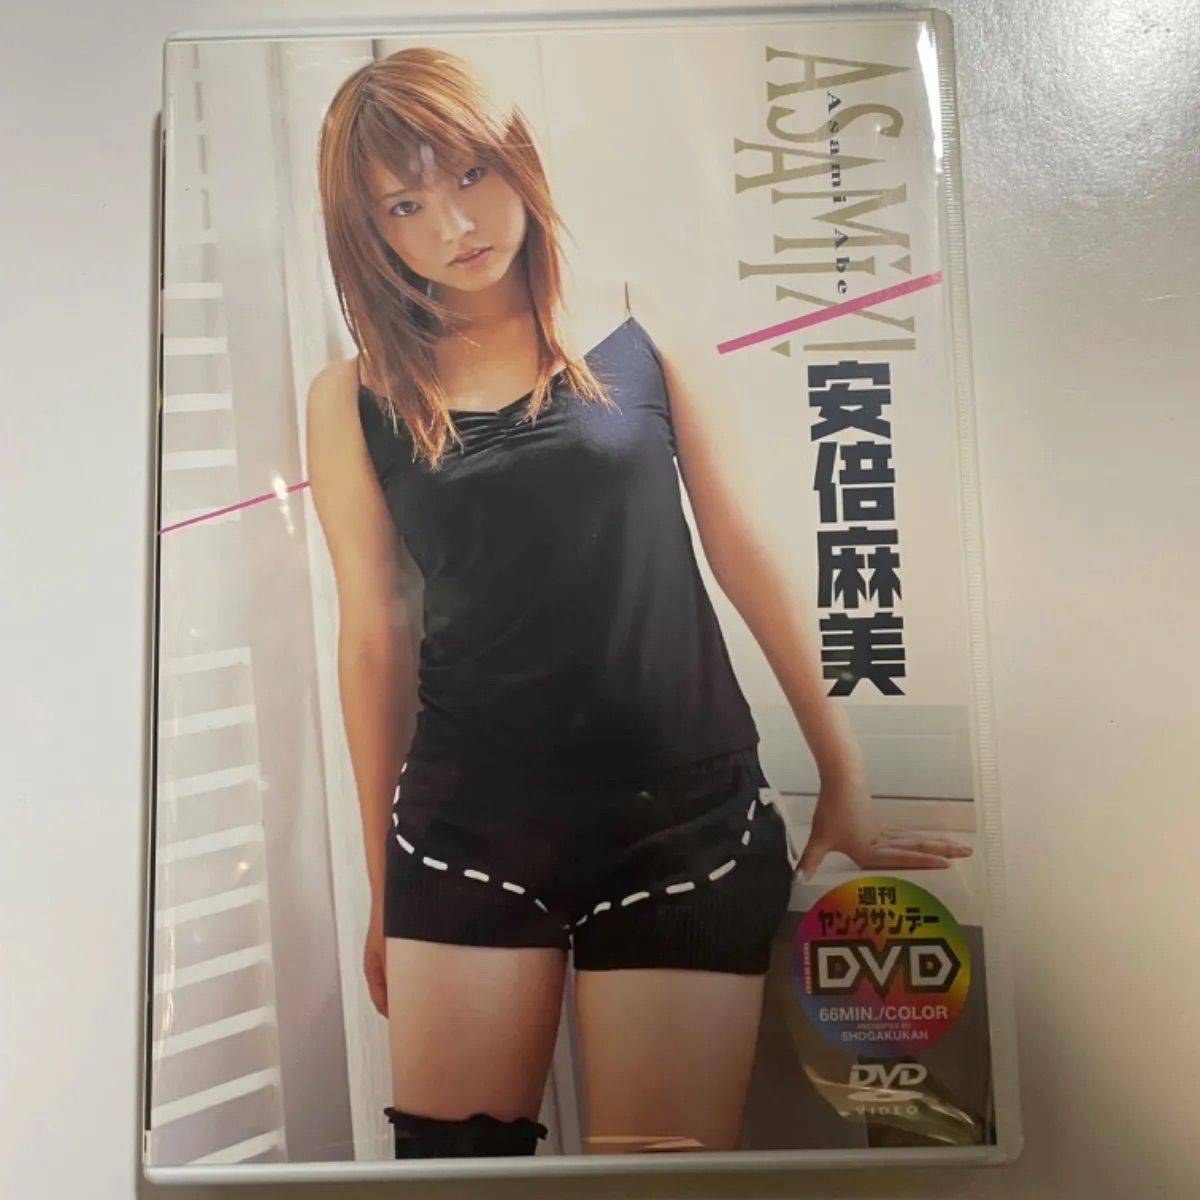 ASAMIX!
Asami Abe
安倍麻美
週刊
ヤングサンデー
DVD
66MIN./COLOR
PRESENTED BY
SHOGAKUKAN
DVD
VIDEO